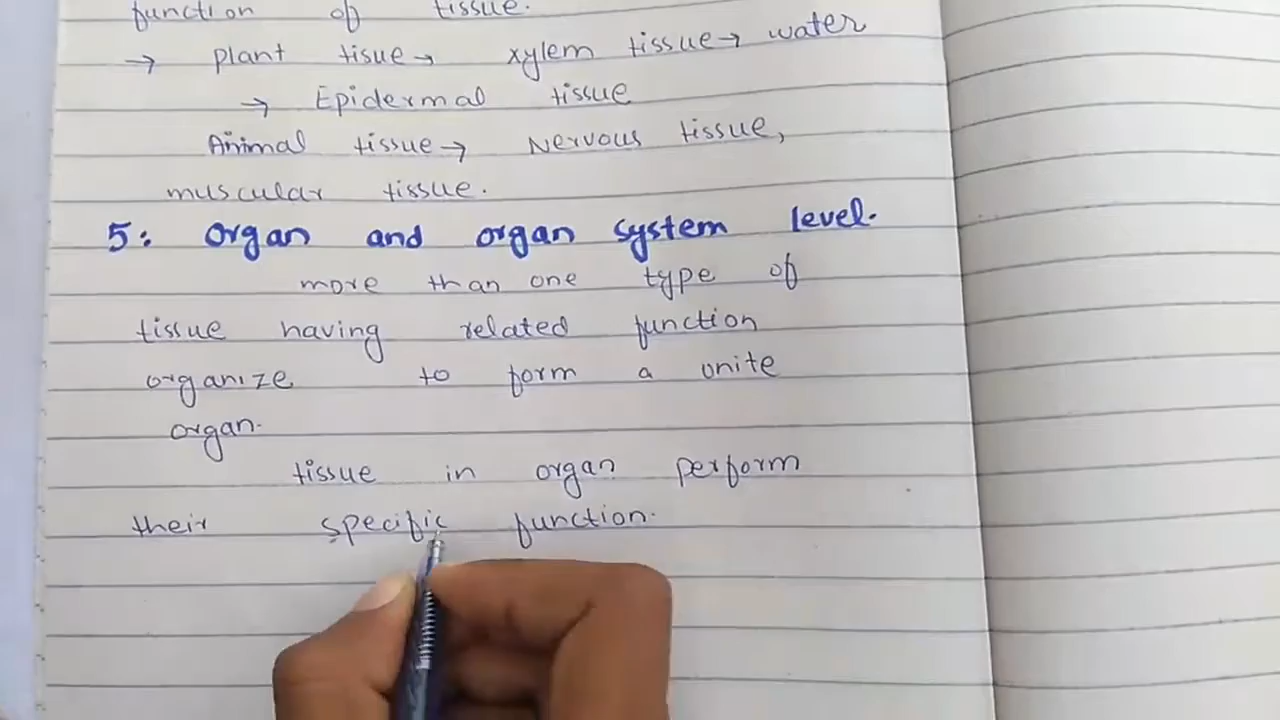 function of tissue.
→ plant tisue → xylem tissue → water
→ Epidermal tissue
Animal tissue → Nervous tissue,
muscular tissue.
5: organ and organ system level.
more than one type of
tissue having related function
organize to form a unite
organ.
tissue in organ perform
their specific function.